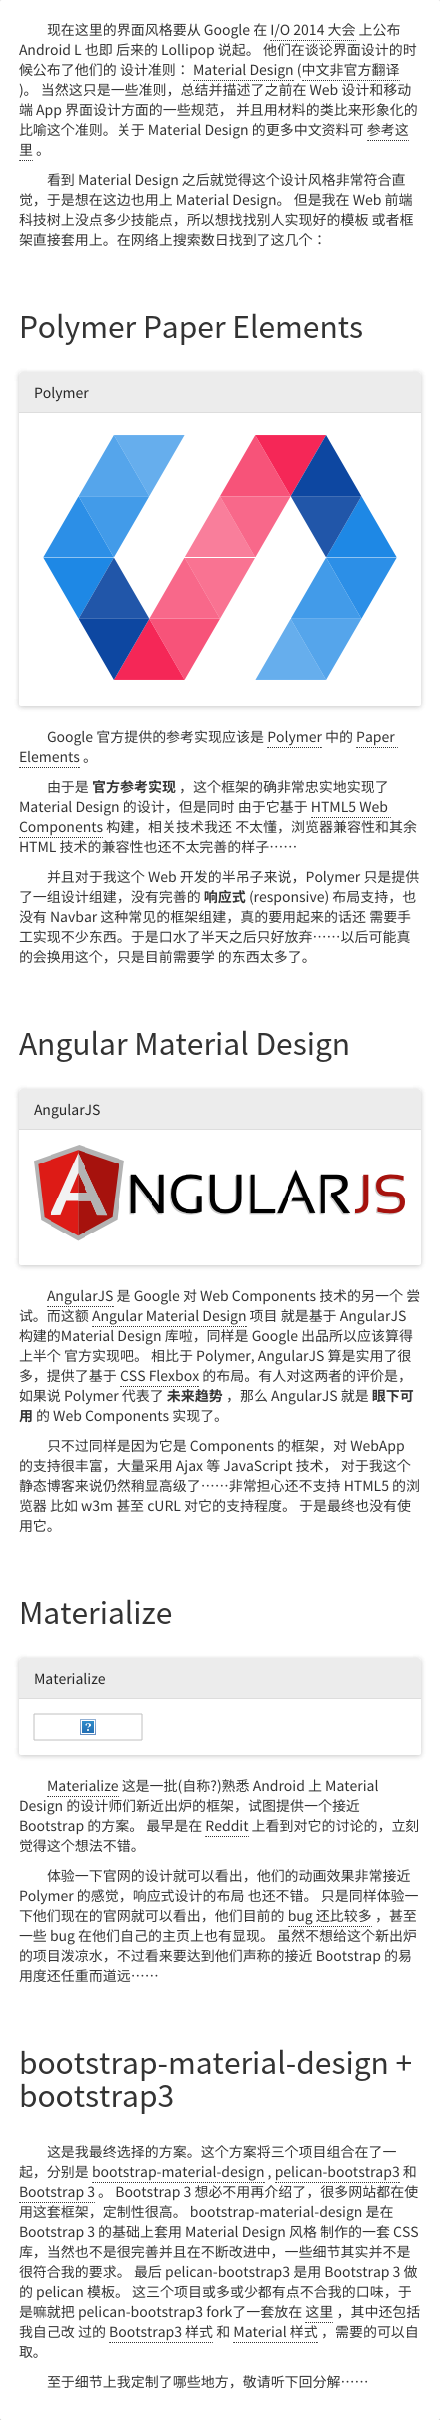 现在这里的界面风格要从 Google 在 I/O 2014 大会 上公布
Android L 也即 后来的 Lollipop 说起。 他们在谈论界面设计的时
候公布了他们的 设计准则： Material Design (中文非官方翻译
)。 当然这只是一些准则，总结并描述了之前在 Web 设计和移动
端 App 界面设计方面的一些规范， 并且用材料的类比来形象化的
比喻这个准则。关于 Material Design 的更多中文资料可 参考这
里 。
看到 Material Design 之后就觉得这个设计风格非常符合直
觉，于是想在这边也用上 Material Design。 但是我在 Web 前端
科技树上没点多少技能点，所以想找找别人实现好的模板 或者框
架直接套用上。在网络上搜索数日找到了这几个：
Polymer Paper Elements
Polymer
Google 官方提供的参考实现应该是 Polymer 中的 Paper
Elements 。
由于是 官方参考实现 ，这个框架的确非常忠实地实现了
Material Design 的设计，但是同时 由于它基于 HTML5 Web
Components 构建，相关技术我还 不太懂，浏览器兼容性和其余
HTML 技术的兼容性也还不太完善的样子……
并且对于我这个 Web 开发的半吊子来说，Polymer 只是提供
了一组设计组建，没有完善的 响应式 (responsive) 布局支持，也
没有 Navbar 这种常见的框架组建，真的要用起来的话还 需要手
工实现不少东西。于是口水了半天之后只好放弃……以后可能真
的会换用这个，只是目前需要学 的东西太多了。
Angular Material Design
AngularJS
ANGULARJS
AngularJS 是 Google 对 Web Components 技术的另一个 尝
试。而这额 Angular Material Design 项目 就是基于 AngularJS
构建的Material Design 库啦，同样是 Google 出品所以应该算得
上半个 官方实现吧。 相比于 Polymer, AngularJS 算是实用了很
多，提供了基于 CSS Flexbox 的布局。有人对这两者的评价是，
如果说 Polymer 代表了 未来趋势 ，那么 AngularJS 就是 眼下可
用 的 Web Components 实现了。
只不过同样是因为它是 Components 的框架，对 WebApp
的支持很丰富，大量采用 Ajax 等 JavaScript 技术， 对于我这个
静态博客来说仍然稍显高级了……非常担心还不支持 HTML5 的浏
览器 比如 w3m 甚至 cURL 对它的支持程度。 于是最终也没有使
用它。
Materialize
Materialize
Materialize 这是一批(自称?)熟悉 Android 上 Material
Design 的设计师们新近出炉的框架，试图提供一个接近
Bootstrap 的方案。 最早是在 Reddit 上看到对它的讨论的，立刻
觉得这个想法不错。
体验一下官网的设计就可以看出，他们的动画效果非常接近
Polymer 的感觉，响应式设计的布局 也还不错。 只是同样体验一
下他们现在的官网就可以看出，他们目前的 bug 还比较多 ，甚至
一些 bug 在他们自己的主页上也有显现。 虽然不想给这个新出炉
的项目泼凉水，不过看来要达到他们声称的接近 Bootstrap 的易
用度还任重而道远……
bootstrap-material-design +
bootstrap3
这是我最终选择的方案。这个方案将三个项目组合在了一
起，分别是 bootstrap-material-design , pelican-bootstrap3 和
Bootstrap 3 。 Bootstrap 3 想必不用再介绍了，很多网站都在使
用这套框架，定制性很高。 bootstrap-material-design 是在
Bootstrap 3 的基础上套用 Material Design 风格 制作的一套 CSS
库，当然也不是很完善并且在不断改进中，一些细节其实并不是
很符合我的要求。 最后 pelican-bootstrap3 是用 Bootstrap 3 做
的 pelican 模板。 这三个项目或多或少都有点不合我的口味，于
是嘛就把 pelican-bootstrap3 fork了一套放在 这里 ，其中还包括
我自己改 过的 Bootstrap3 样式 和 Material 样式 ，需要的可以自
取。
至于细节上我定制了哪些地方，敬请听下回分解……